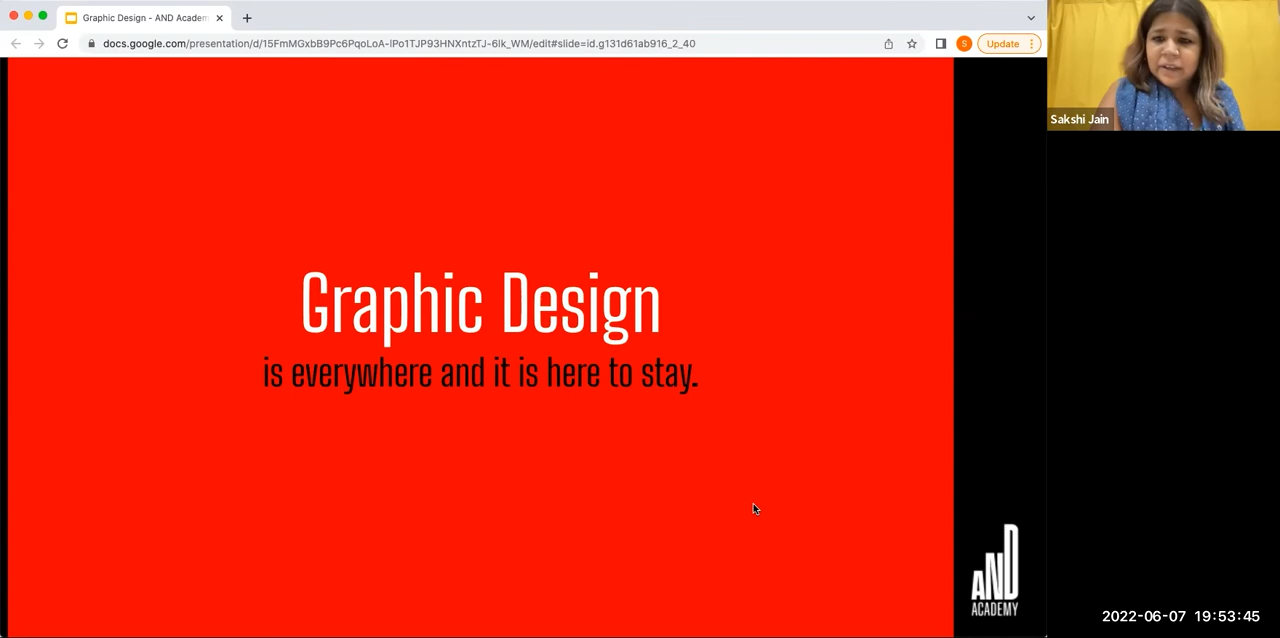 Graphic Design - AND Academ
docs.google.com/presentation/d/15FmMGxbB9Pc6PqoLoA-lPo1TJP93HNXntzTJ-6lk_WM/edit#slide=id.g131d61ab916_2_40
S
Update
Sakshi Jain
Graphic Design
is everywhere and it is here to stay.
AND
ACADEMY
2022-06-07 19:53:45